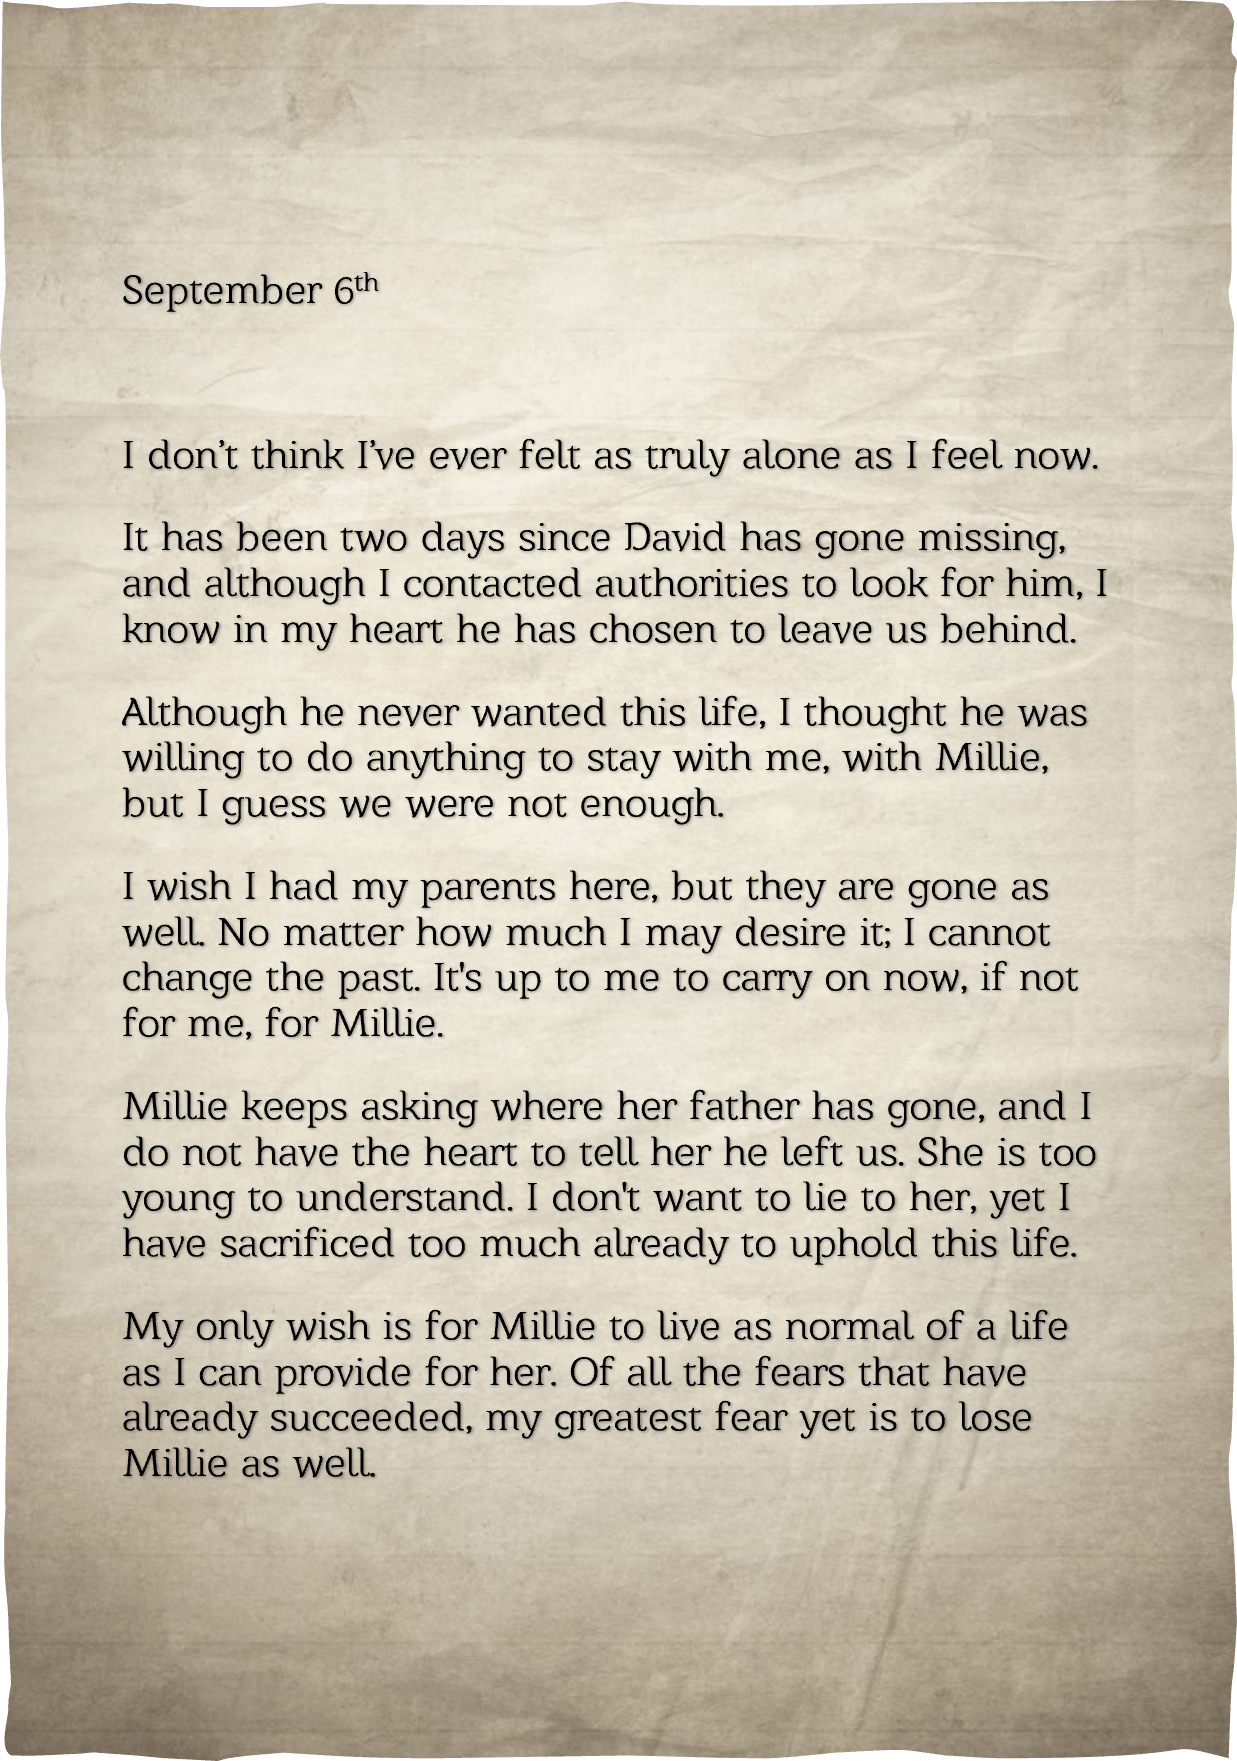 September 6th
I don’t think I’ve ever felt as truly alone as I feel now.
It has been two days since David has gone missing,
and although I contacted authorities to look for him, I
know in my heart he has chosen to leave us behind.
Although he never wanted this life, I thought he was
willing to do anything to stay with me, with Millie,
but I guess we were not enough.
I wish I had my parents here, but they are gone as
well. No matter how much I may desire it; I cannot
change the past. It's up to me to carry on now, if not
for me, for Millie.
Millie keeps asking where her father has gone, and I
do not have the heart to tell her he left us. She is too
young to understand. I don't want to lie to her, yet I
have sacrificed too much already to uphold this life.
My only wish is for Millie to live as normal of a life
as I can provide for her. Of all the fears that have
already succeeded, my greatest fear yet is to lose
Millie as well.